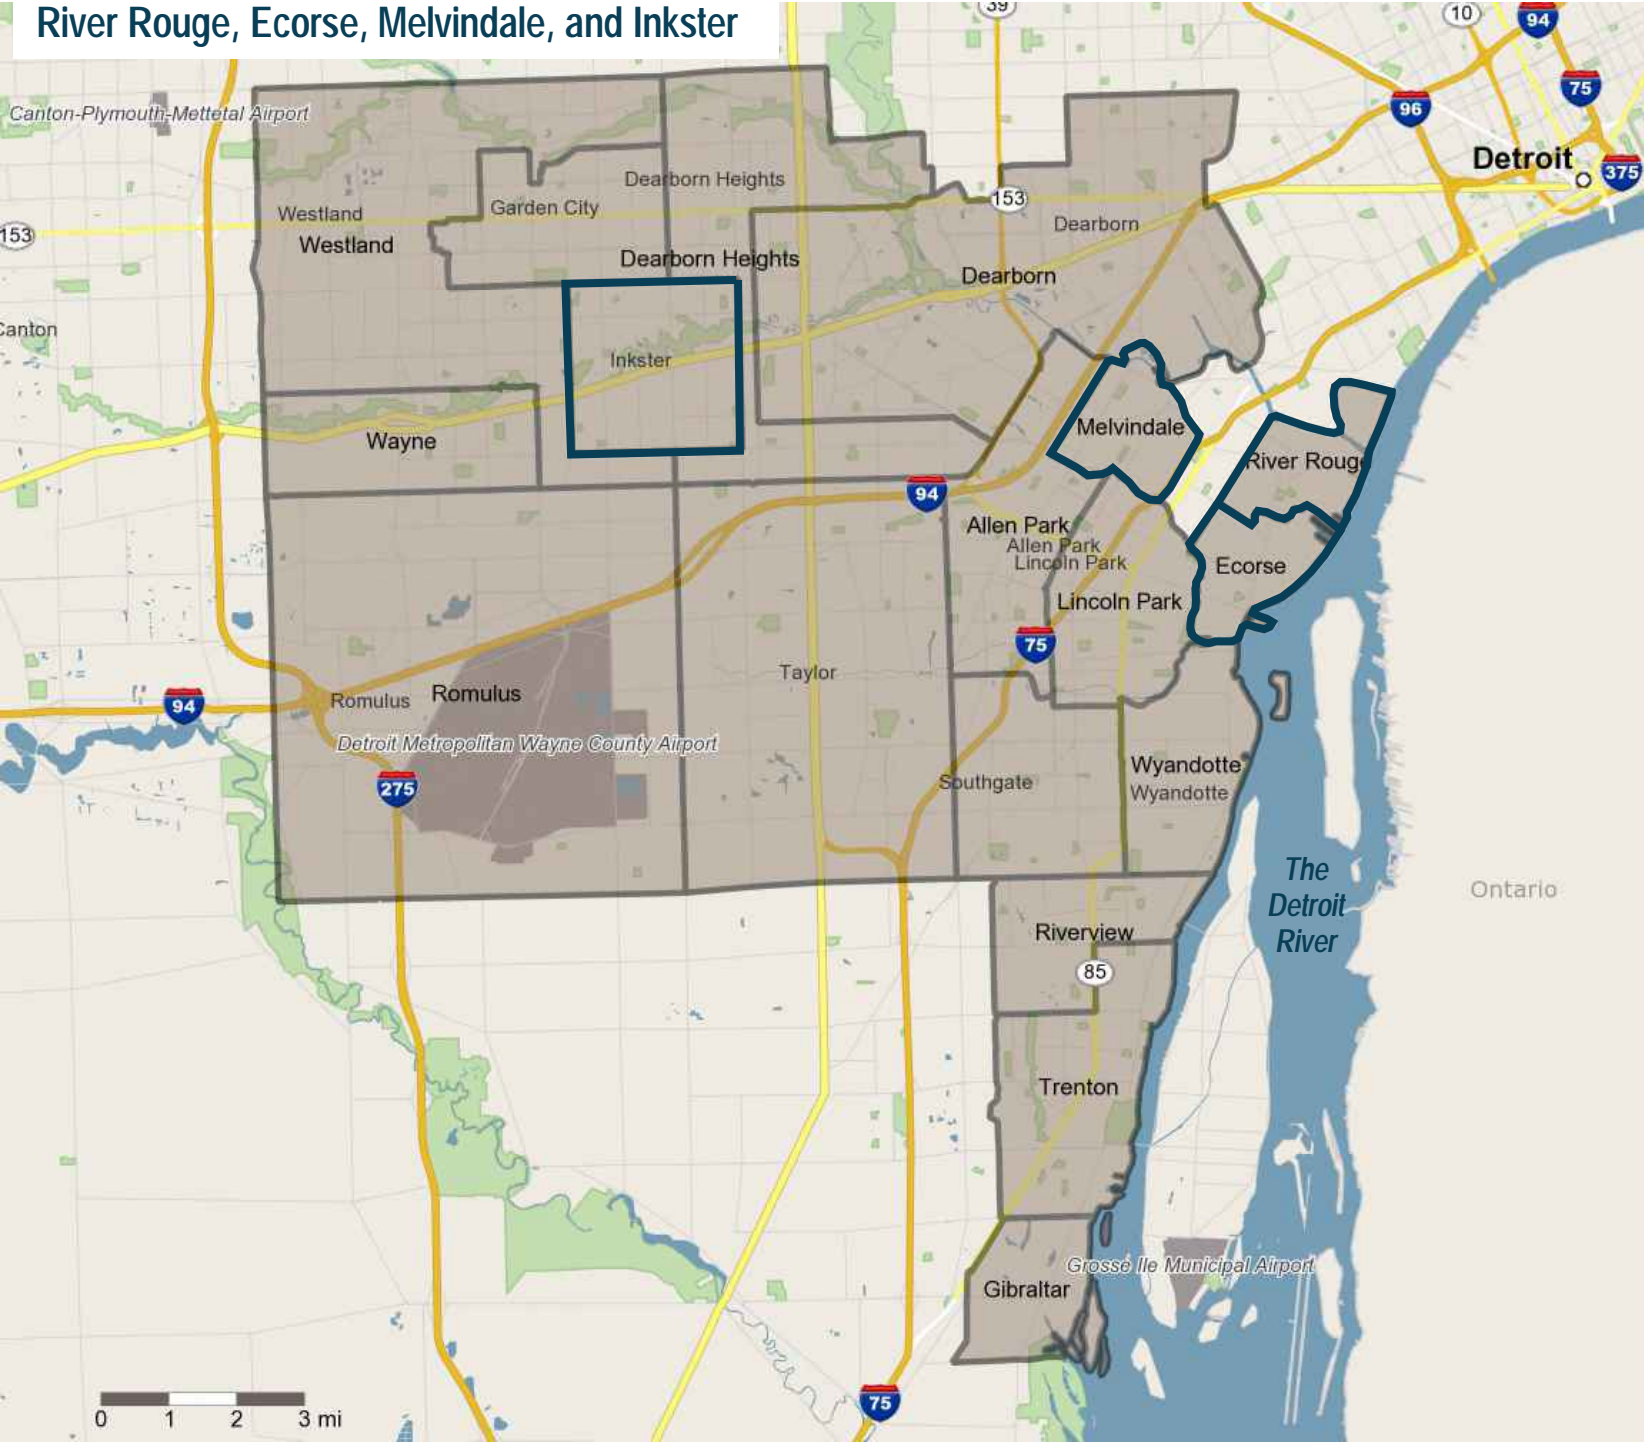 River Rouge, Ecorse, Melvindale, and Inkster
39
10
94
75
96
Canton-Plymouth-Mettetal Airport
Detroit
375
Dearborn Heights
153
Westland
Garden City
Dearborn
153
Westland
Dearborn Heights
Dearborn
Canton
Inkster
Melvindale
Wayne
River Rouge
94
Allen Park
Allen Park
Lincoln Park
Ecorse
Lincoln Park
75
Taylor
Romulus
Romulus
94
Detroit Metropolitan Wayne County Airport
Wyandotte
Southgate
275
Wyandotte
The
Detroit
River
Ontario
Riverview
85
Trenton
Grosse Ile Municipal Airport
Gibraltar
75
0 1 2 3 mi